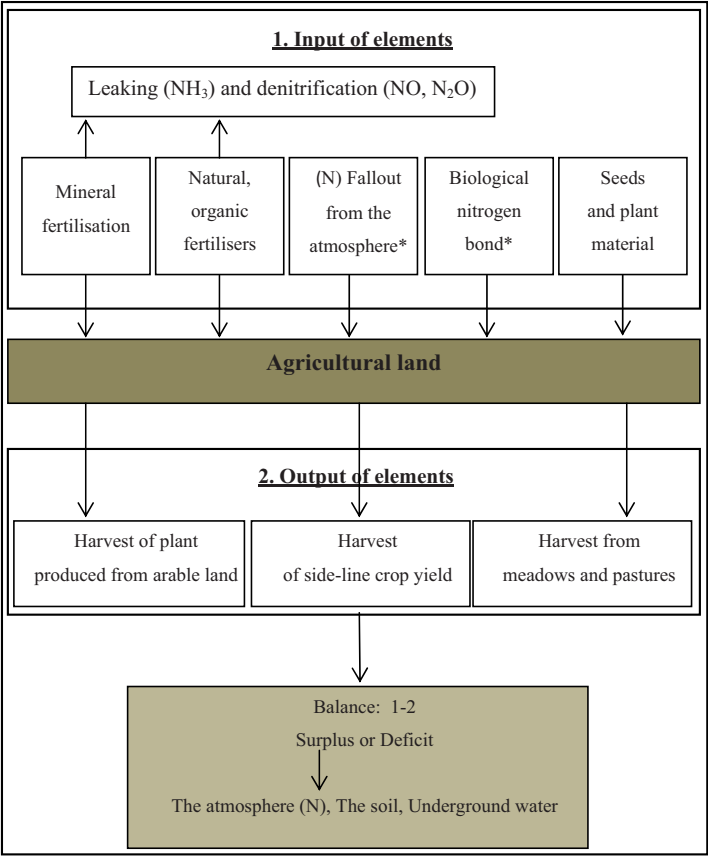 1. Input of elements
Leaking (NH₃) and denitrification (NO, N₂O)
Mineral
fertilisation
Natural,
organic
fertilisers
(N) Fallout
from the
atmosphere*
Biological
nitrogen
bond*
Seeds
and plant
material
Agricultural land
2. Output of elements
Harvest of plant
produced from arable land
Harvest
of side-line crop yield
Harvest from
meadows and pastures
Balance: 1-2
Surplus or Deficit
The atmosphere (N), The soil, Underground water